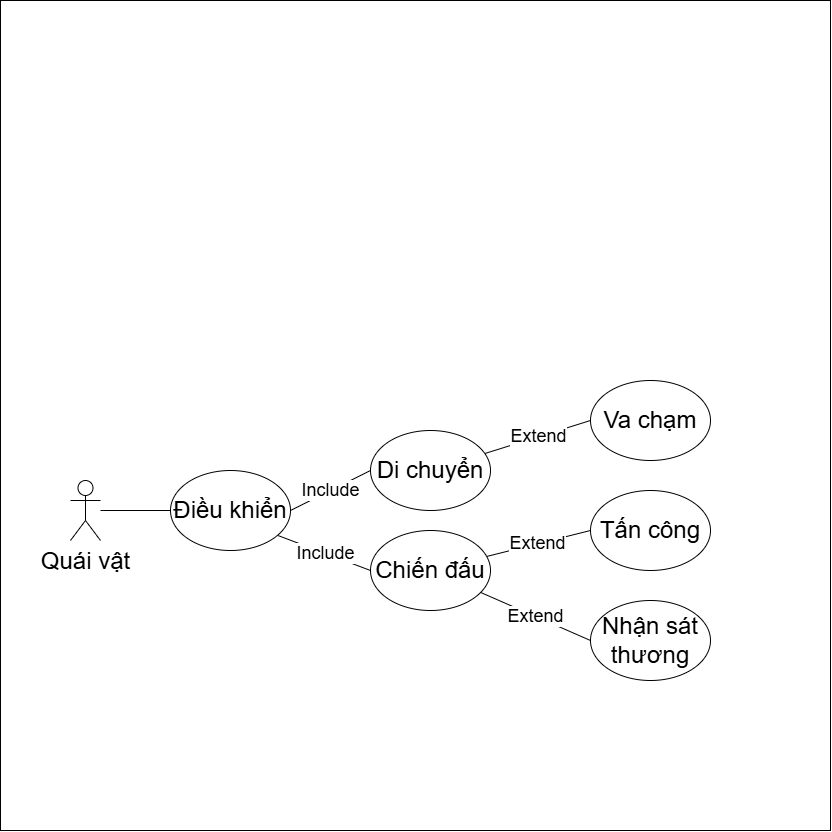 Va chạm
Extend
Di chuyển
Include
Điều khiển
Quái vật
Include
Chiến đấu
Extend
Tấn công
Extend
Nhận sát
thương